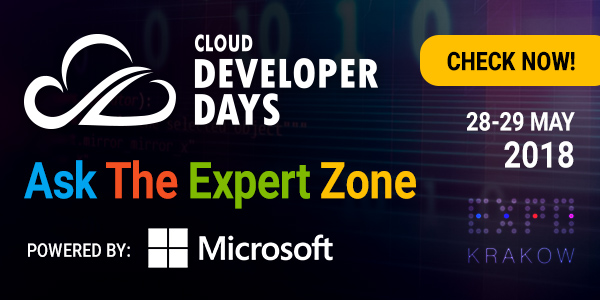 CLOUD
DEVELOPER
DAYS
CHECK NOW!
28-29 MAY
2018
Ask The Expert Zone
POWERED BY: Microsoft
EXPO
KRAKOW